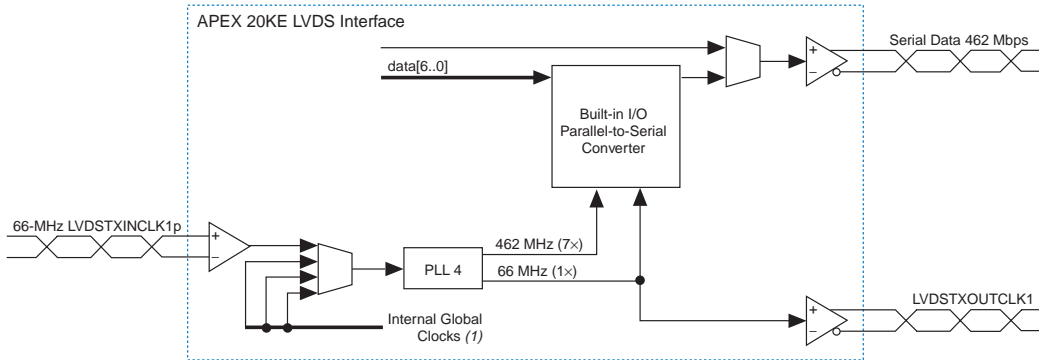 APEX 20KE LVDS Interface
Serial Data 462 Mbps
data[6..0]
Built-in I/O
Parallel-to-Serial
Converter
66-MHz LVDSTXINCLK1p
+
−
+
−
462 MHz (7×)
PLL 4
66 MHz (1×)
LVDSTXOUTCLK1
+
−
Internal Global
Clocks (1)